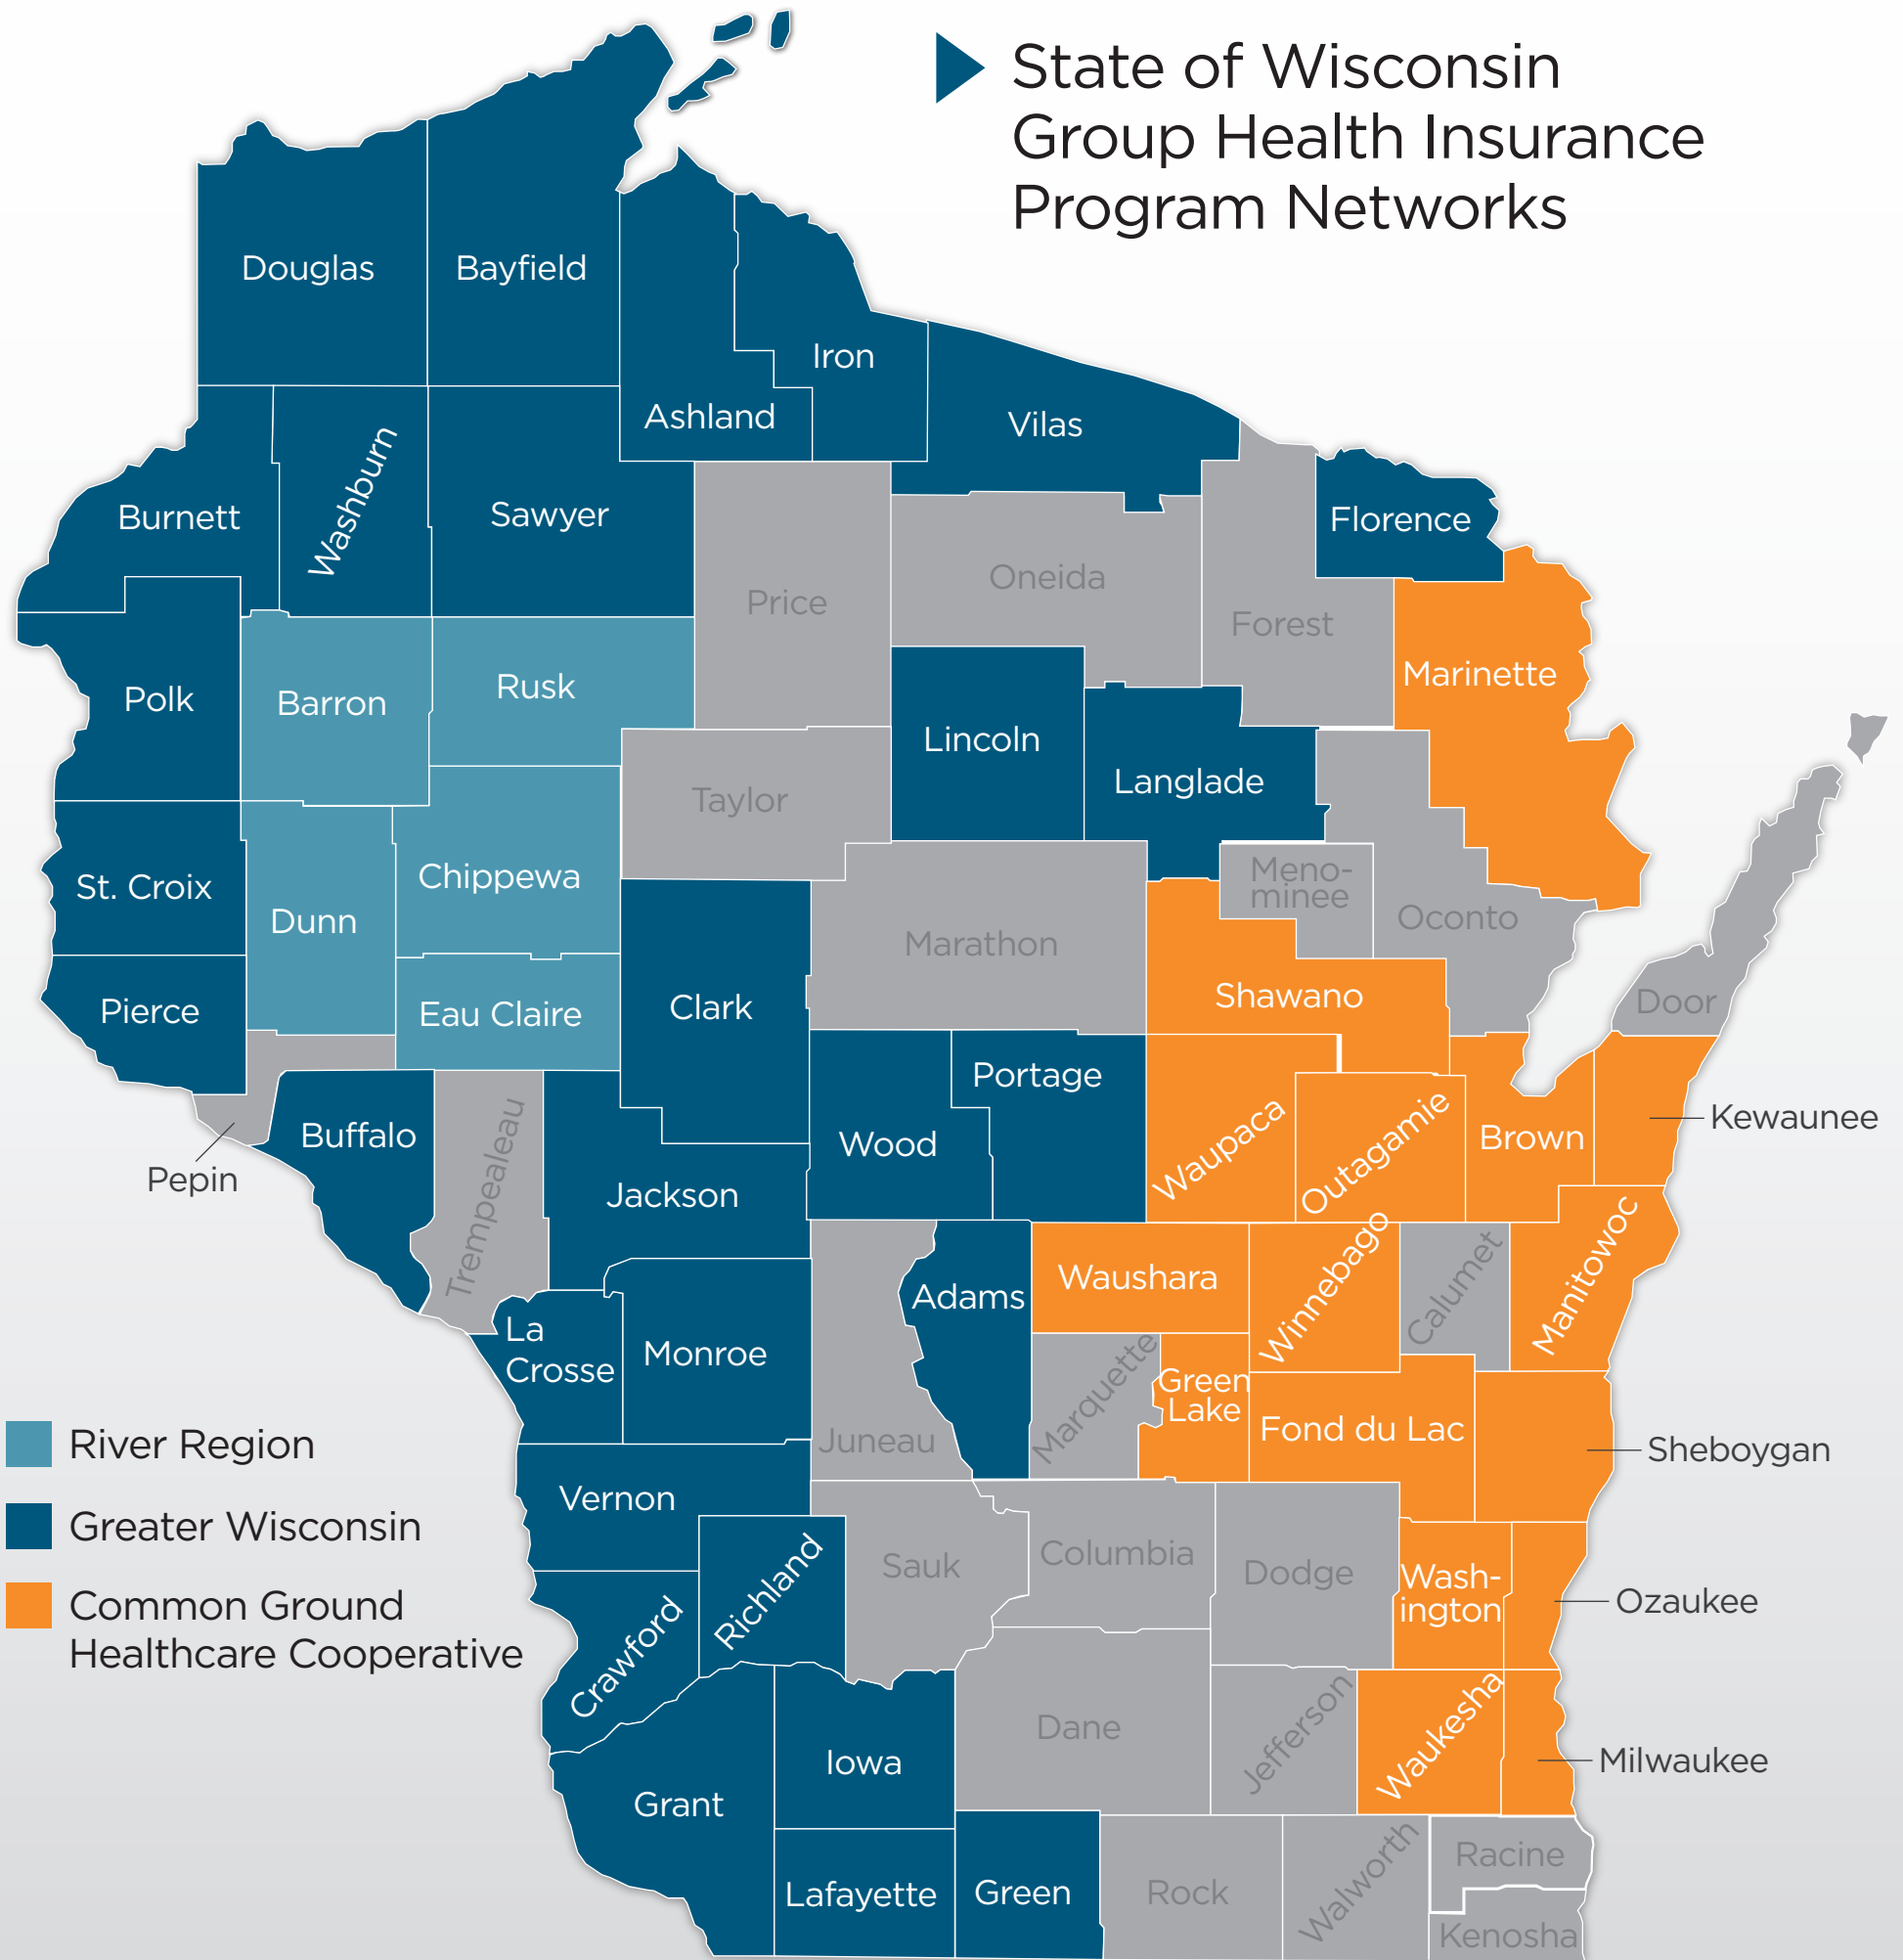 State of Wisconsin
Group Health Insurance
Program Networks
Douglas
Bayfield
Iron
Ashland
Vilas
Washburn
Burnett
Sawyer
Florence
Oneida
Price
Forest
Marinette
Rusk
Polk
Barron
Lincoln
Langlade
Taylor
Meno-
minee
Chippewa
St. Croix
Dunn
Oconto
Marathon
Shawano
Door
Clark
Pierce
Eau Claire
Portage
Kewaunee
Buffalo
Wood
Waupaca
Outagamie
Brown
Pepin
Trempealeau
Jackson
Adams
Waushara
Winnebago
Calumet
Manitowoc
La
Crosse
Monroe
Marquette
Green
Lake
Juneau
Fond du Lac
Sheboygan
River Region
Greater Wisconsin
Common Ground
Healthcare Cooperative
Vernon
Richland
Sauk
Columbia
Dodge
Wash-
ington
Ozaukee
Crawford
Dane
Jefferson
Waukesha
Milwaukee
Iowa
Grant
Lafayette
Green
Rock
Walworth
Racine
Kenosha